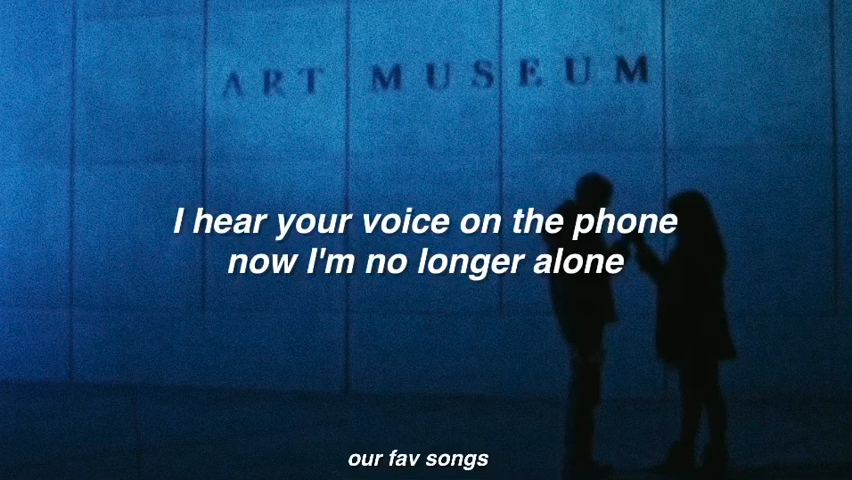 ART MUSEUM
I hear your voice on the phone
now I'm no longer alone
our fav songs